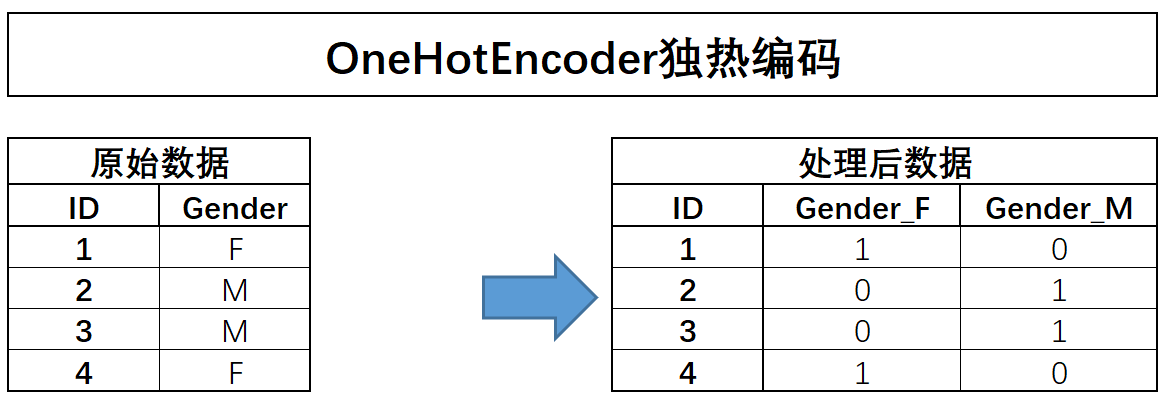 OneHotEncoder独热编码
原始数据
ID Gender
1 F
2 M
3 M
4 F
处理后数据
ID Gender_F Gender_M
1 1 0
2 0 1
3 0 1
4 1 0